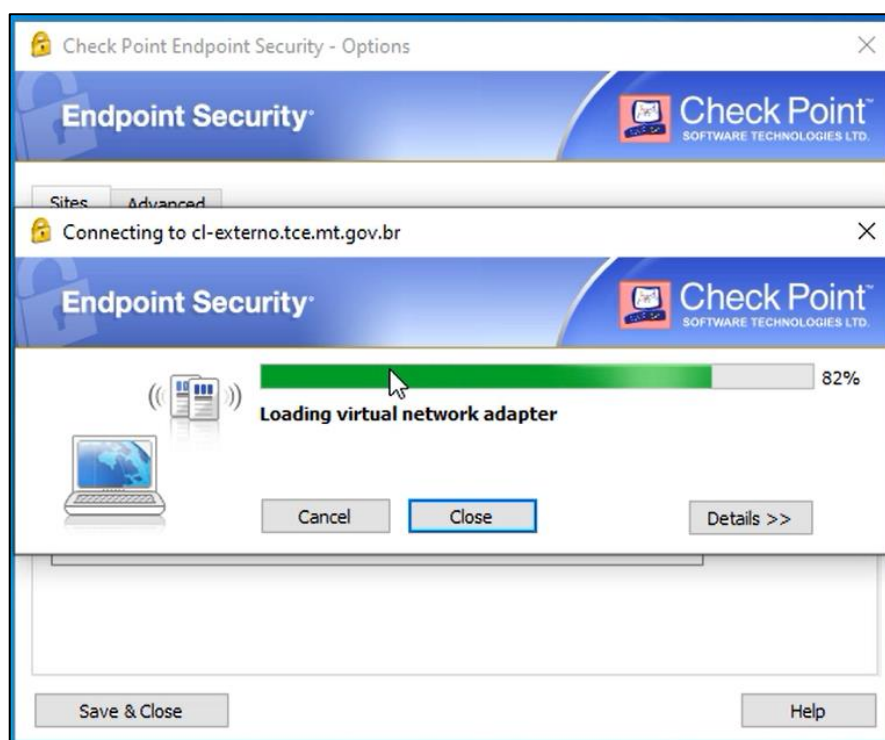 Check Point Endpoint Security - Options
Endpoint Security
Check Point™
SOFTWARE TECHNOLOGIES LTD.
Sites Advanced
Connecting to cl-externo.tce.mt.gov.br
Endpoint Security
Check Point™
SOFTWARE TECHNOLOGIES LTD.
82%
Loading virtual network adapter
Cancel Close Details >>
Save & Close Help